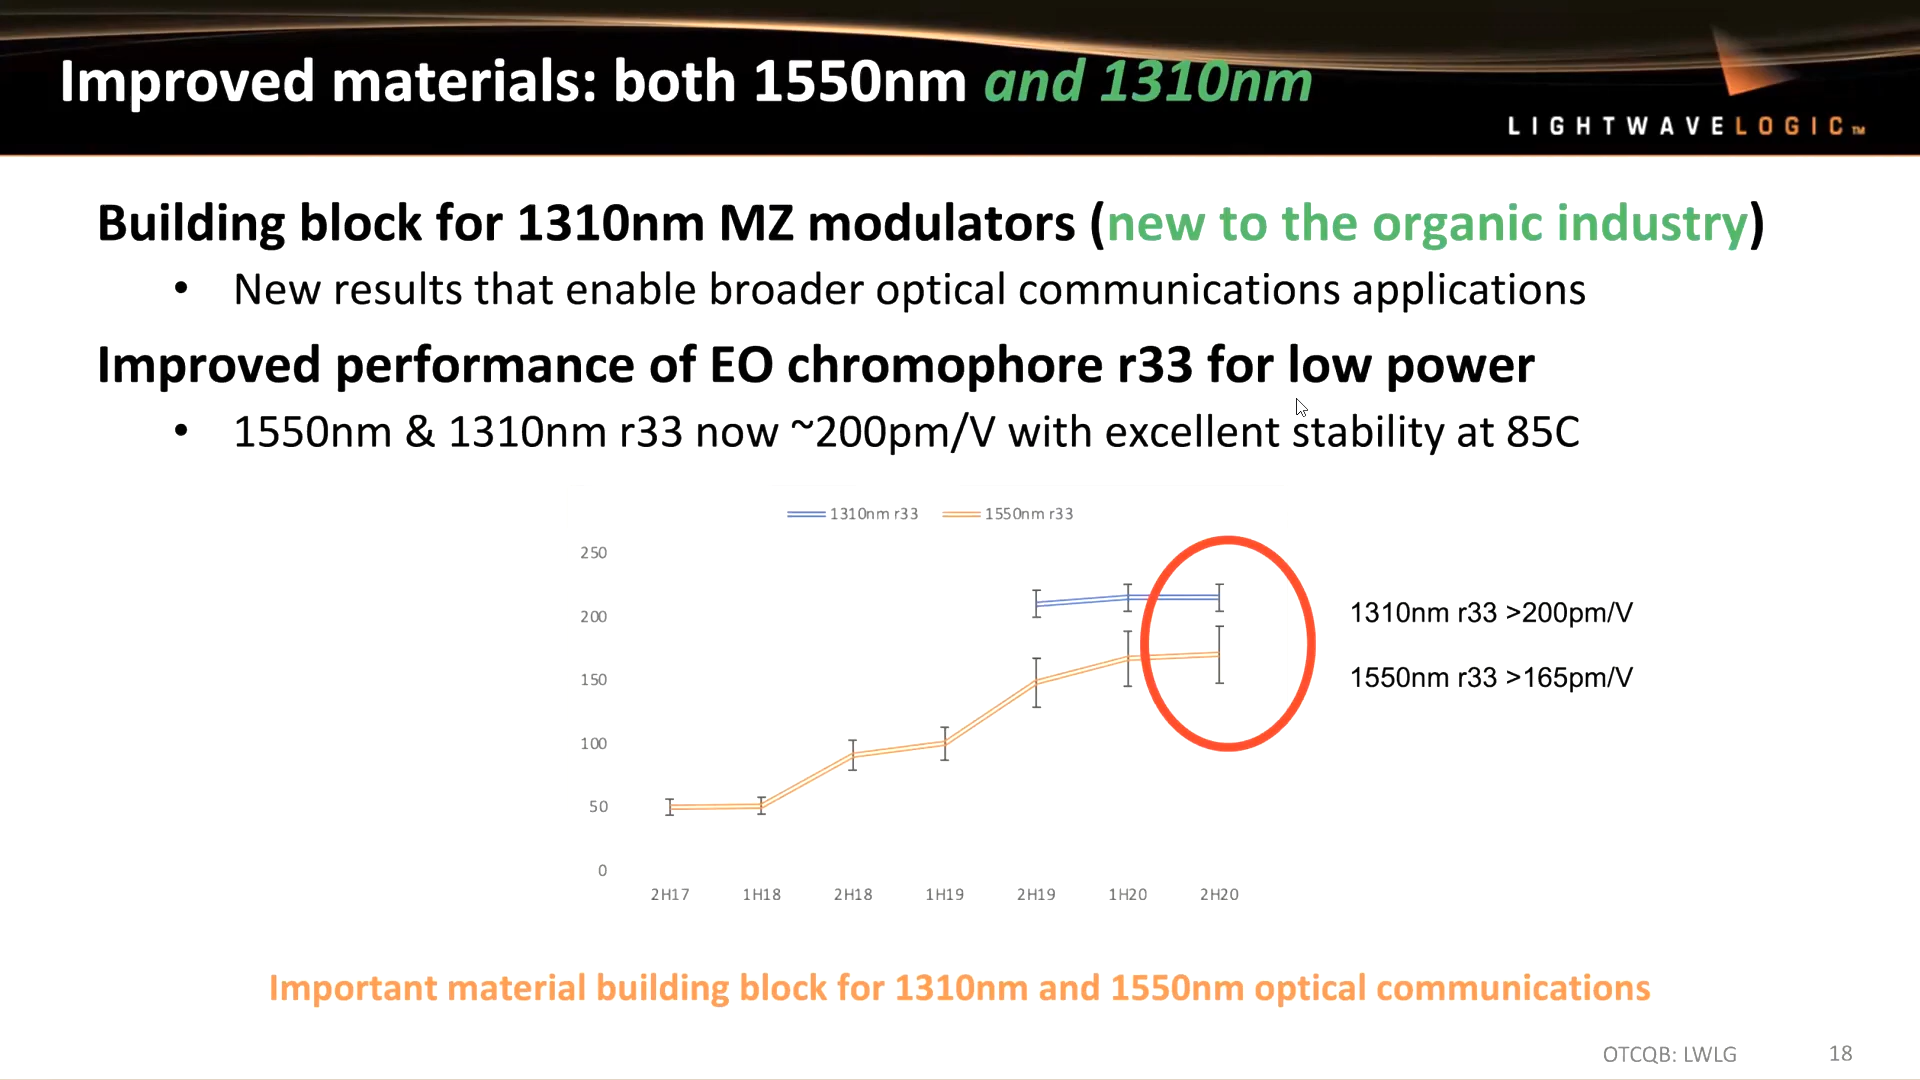 Improved materials: both 1550nm and 1310nm
LIGHTWAVELOGIC™
Building block for 1310nm MZ modulators (new to the organic industry)
• New results that enable broader optical communications applications
Improved performance of EO chromophore r33 for low power
• 1550nm & 1310nm r33 now ~200pm/V with excellent stability at 85C
1310nm r33 1550nm r33
250
200
150
100
50
0
2H17 1H18 2H18 1H19 2H19 1H20 2H20
1310nm r33 >200pm/V
1550nm r33 >165pm/V
Important material building block for 1310nm and 1550nm optical communications
OTCQB: LWLG 18